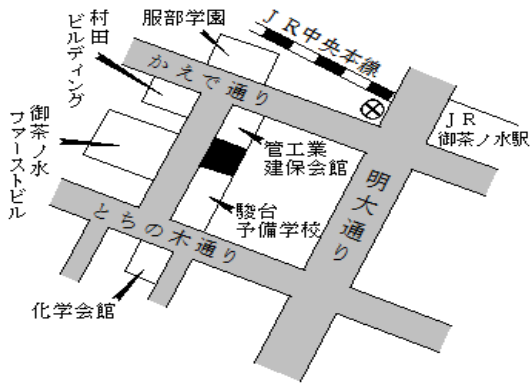 服部学園
JR中央本線
村田
ビルディング
かえで通り
御茶ノ水
ファーストビル
JR
御茶ノ水駅
管工業
建保会館
明大通り
駿台
予備学校
とちの木通り
化学会館